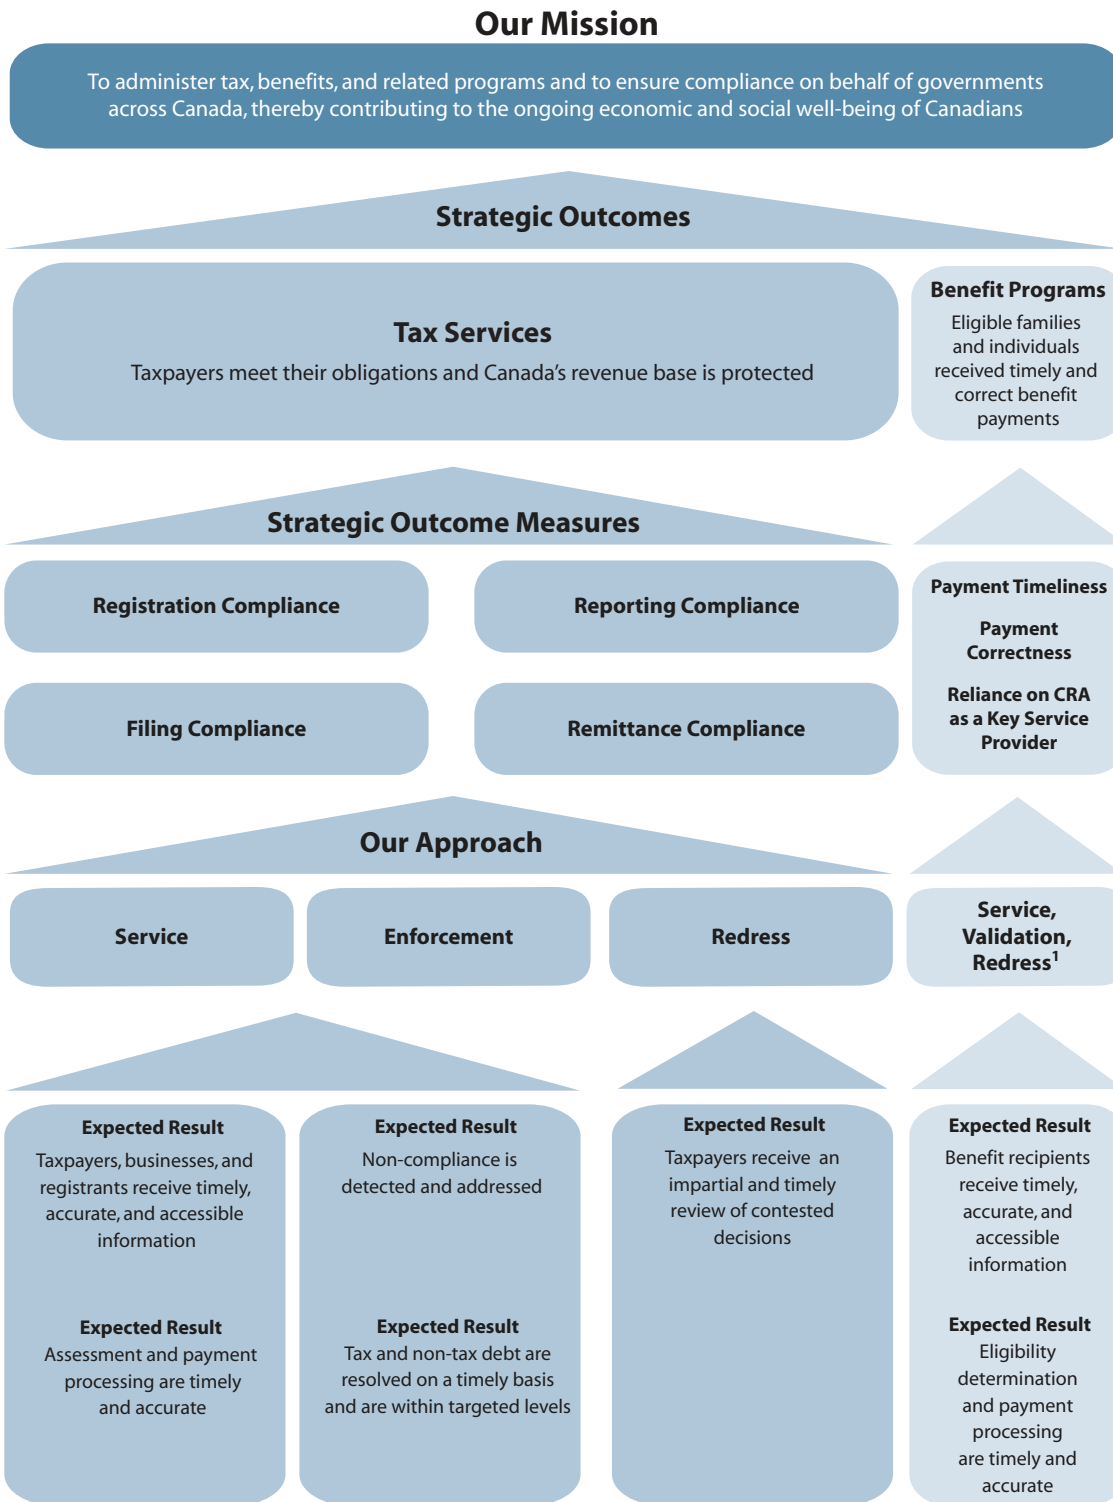 Our Mission
To administer tax, benefits, and related programs and to ensure compliance on behalf of governments
across Canada, thereby contributing to the ongoing economic and social well-being of Canadians
Strategic Outcomes
Tax Services
Taxpayers meet their obligations and Canada's revenue base is protected
Benefit Programs
Eligible families
and individuals
received timely and
correct benefit
payments
Strategic Outcome Measures
Registration Compliance
Reporting Compliance
Filing Compliance
Remittance Compliance
Payment Timeliness
Payment
Correctness
Reliance on CRA
as a Key Service
Provider
Our Approach
Service
Enforcement
Redress
Service,
Validation,
Redress¹
Expected Result
Taxpayers, businesses, and
registrants receive timely,
accurate, and accessible
information
Expected Result
Assessment and payment
processing are timely
and accurate
Expected Result
Non-compliance is
detected and addressed
Expected Result
Tax and non-tax debt are
resolved on a timely basis
and are within targeted levels
Expected Result
Taxpayers receive an
impartial and timely
review of contested
decisions
Expected Result
Benefit recipients
receive timely,
accurate, and
accessible
information
Expected Result
Eligibility
determination
and payment
processing
are timely and
accurate